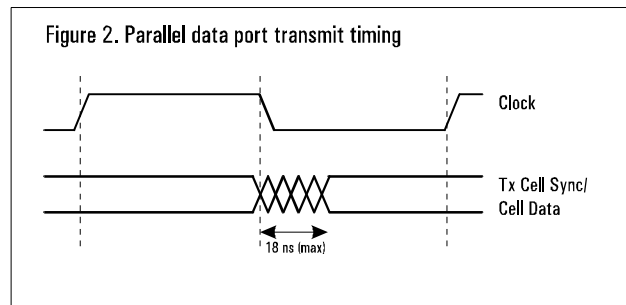 Figure 2. Parallel data port transmit timing
Clock
Tx Cell Sync/
Cell Data
18 ns (max)